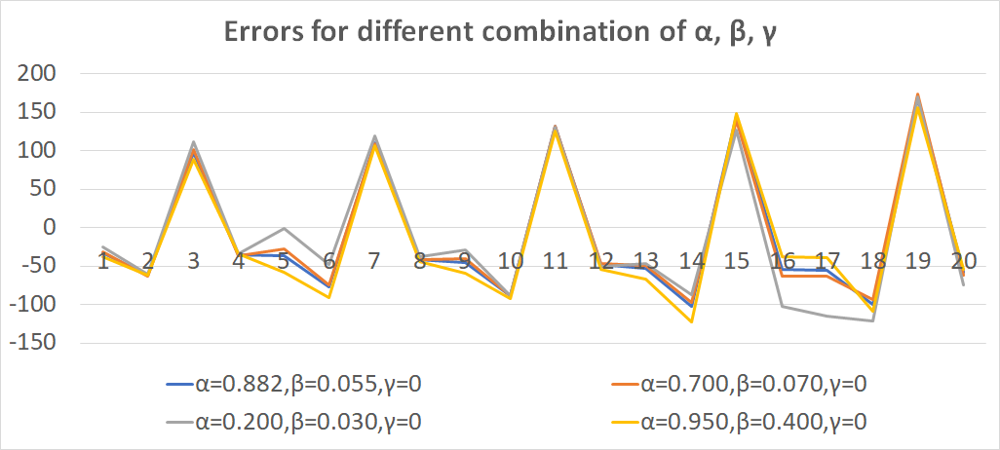 Errors for different combination of α, β, γ
200
150
100
50
0
-50
-100
-150
1 2 3 4 5 6 7 8 9 10 11 12 13 14 15 16 17 18 19 20
α=0.882,β=0.055,γ=0 α=0.700,β=0.070,γ=0
α=0.200,β=0.030,γ=0 α=0.950,β=0.400,γ=0